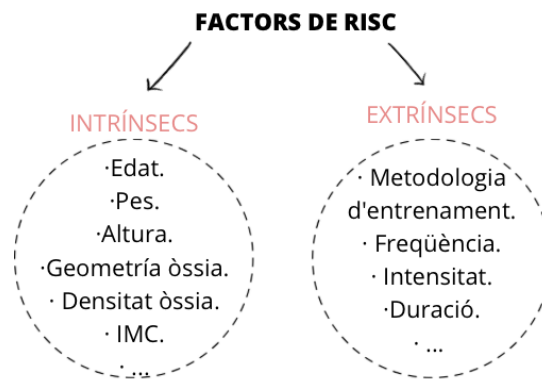 FACTORS DE RISC
INTRÍNSECS
·Edat.
·Pes.
·Altura.
·Geometría òssia.
· Densitat òssia.
· IMC.
· ...
EXTRÍNSECS
· Metodologia
d'entrenament.
· Freqüència.
· Intensitat.
·Duració.
· ...